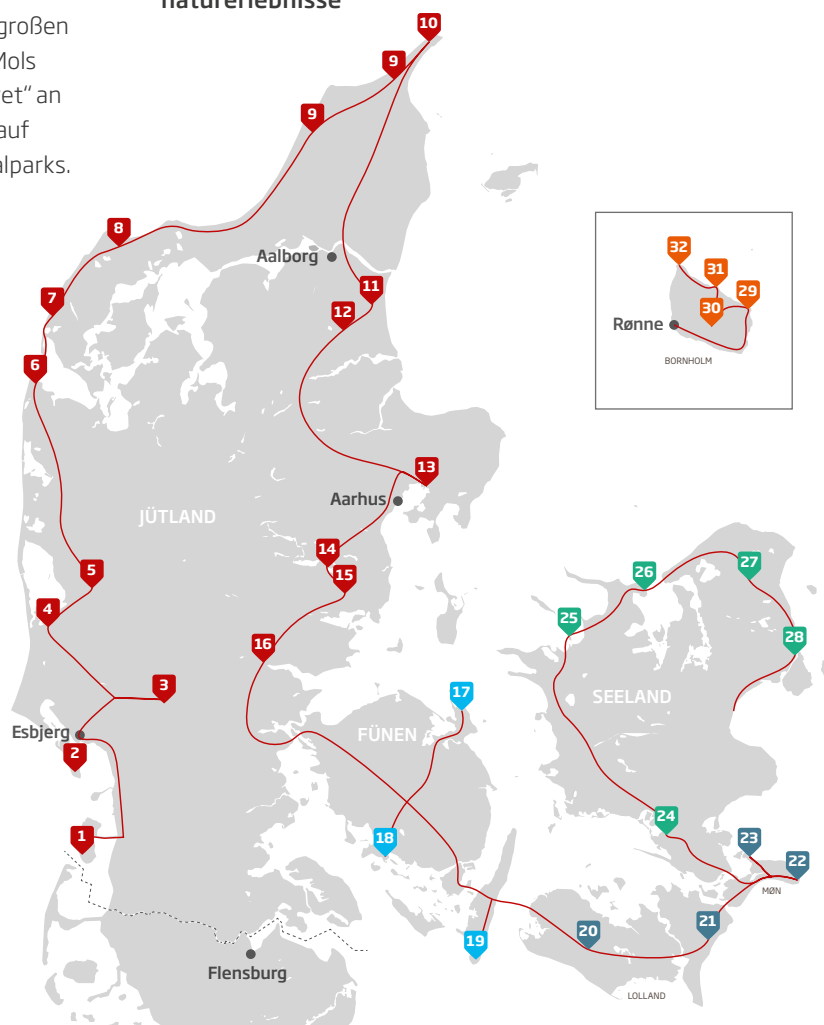 naturerlebnisse
großen
Mols
et“ an
auf
alparks.
10
9
9
8
Aalborg
7
11
12
6
32
31
29
30
Rønne
BORNHOLM
13
Aarhus
JÜTLAND
14
15
5
4
27
26
25
28
16
3
17
SEELAND
FÜNEN
Esbjerg
2
1
18
24
23
22
MØN
19
20
21
Flensburg
LOLLAND